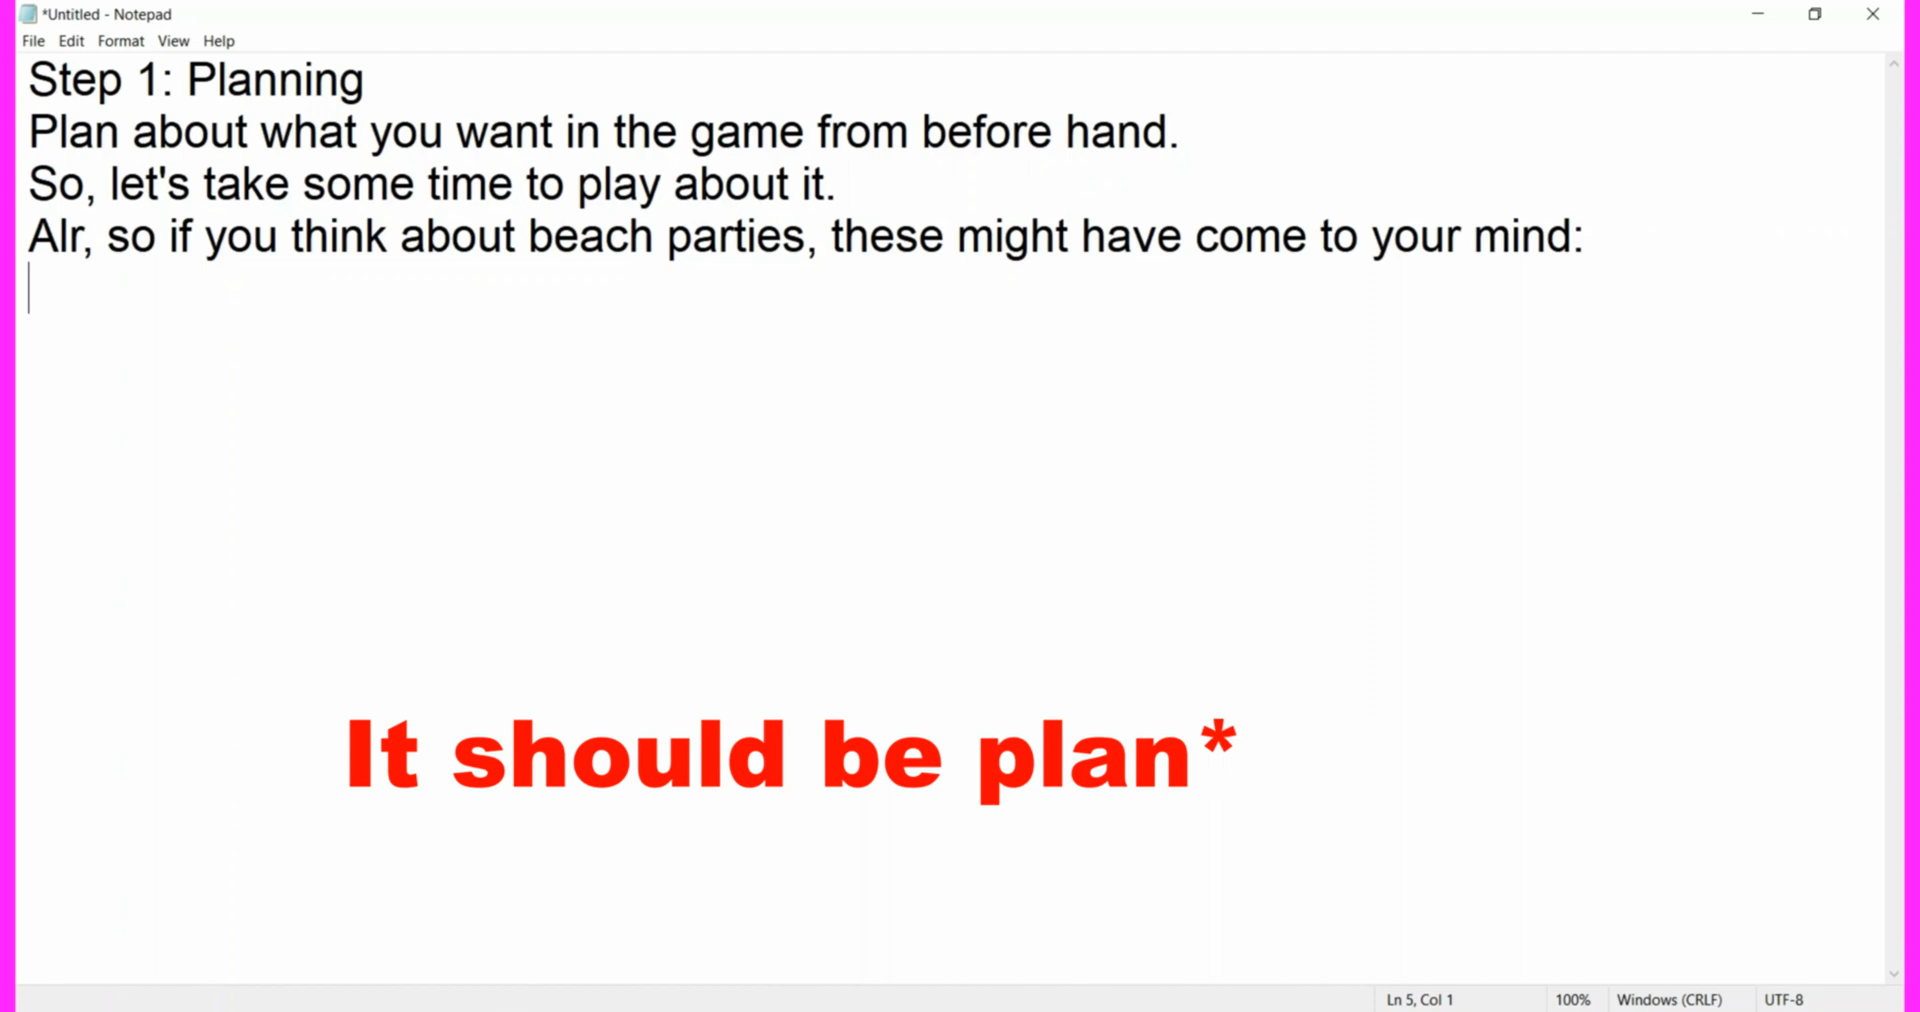 *Untitled - Notepad
File Edit Format View Help
Step 1: Planning
Plan about what you want in the game from before hand.
So, let's take some time to play about it.
Alr, so if you think about beach parties, these might have come to your mind:
It should be plan*
Ln 5, Col 1 100% Windows (CRLF) UTF-8